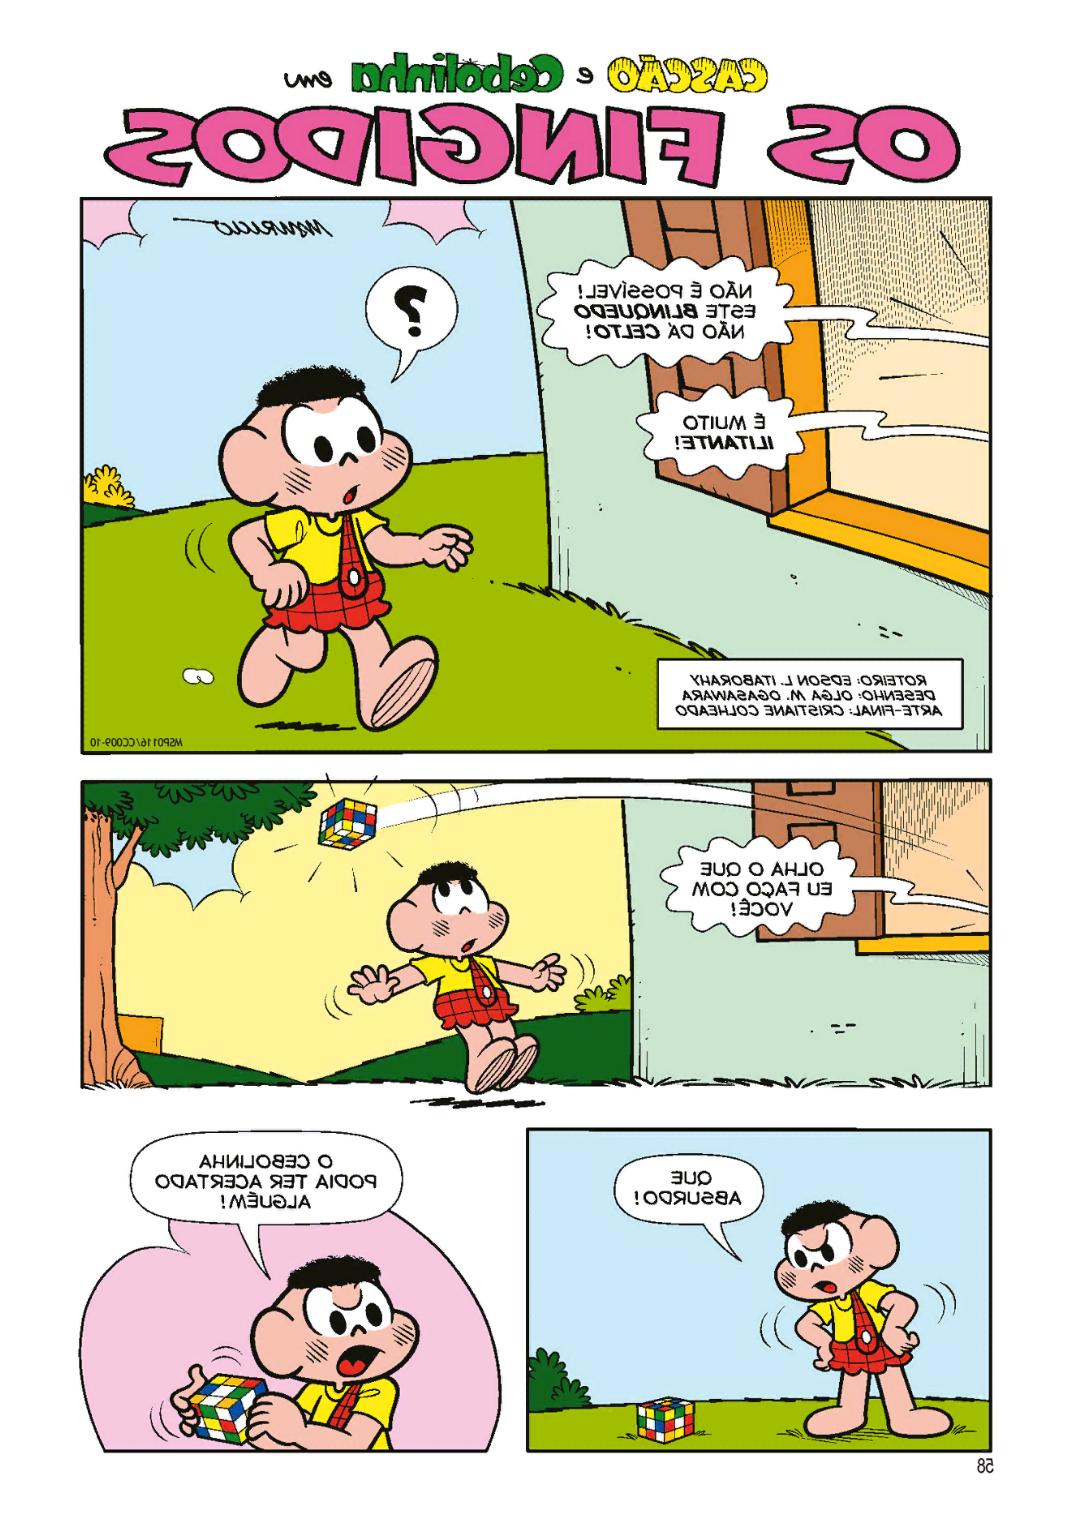 CASCÃO e Cebolinha em
OS FINGIDOS
MAURICIO
NÃO É POSSÍVEL!
ESTE BLINQUEDO
NÃO DÁ CELTO!
É MUITO
ILITANTE!
?
ROTEIRO: EDSON L. ITABORAHY
DESENHO: OLGA M. OGASAWARA
ARTE-FINAL: CRISTIANE COLHEADO
MSP0116/CC009-10
OLHA O QUE
EU FAÇO COM
VOCÊ!
QUE
ABSURDO!
O CEBOLINHA
PODIA TER ACERTADO
ALGUÉM!
58